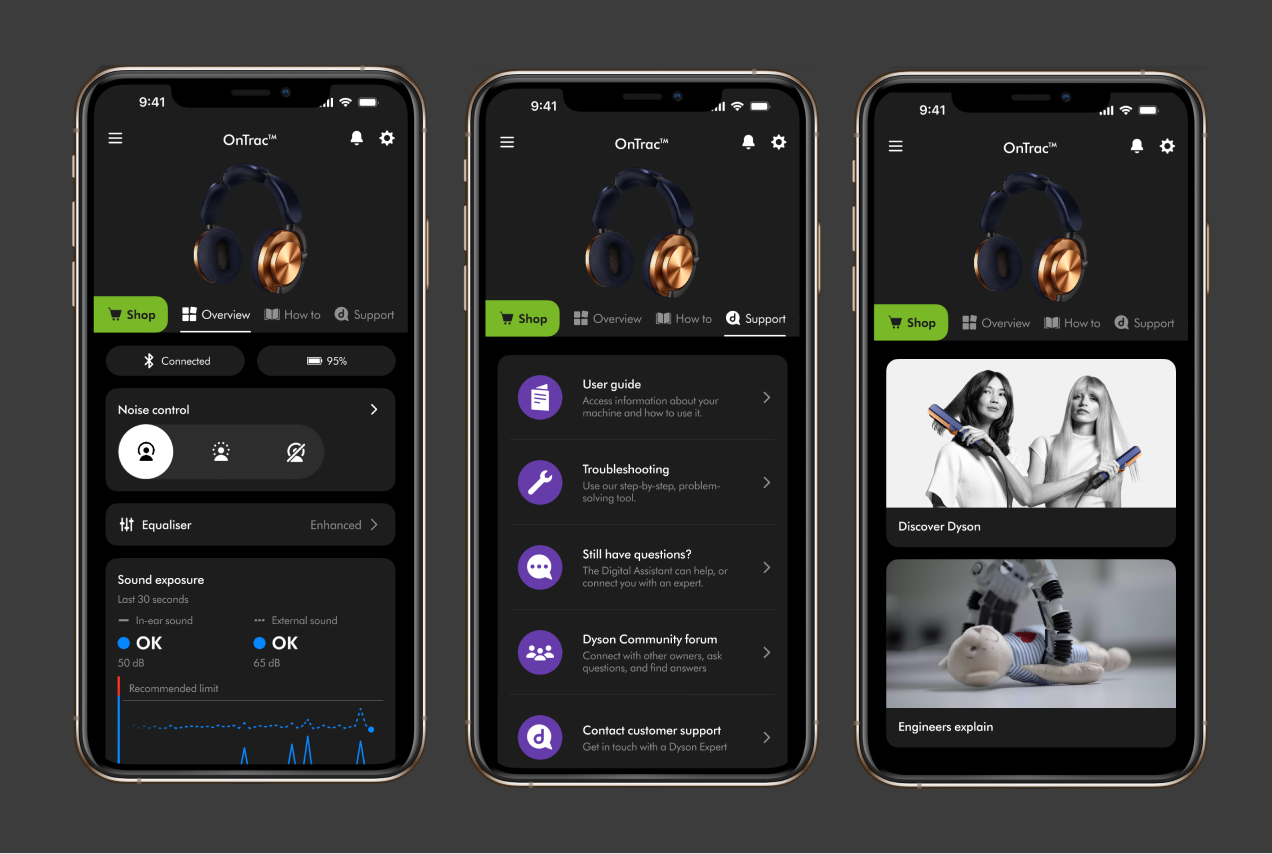 9:41
OnTrac™
Shop
Overview
How to
Support
Connected
95%
Noise control
Equaliser
Enhanced
Sound exposure
Last 30 seconds
In-ear sound
External sound
OK
OK
50 dB
65 dB
Recommended limit
9:41
OnTrac™
Shop
Overview
How to
Support
User guide
Access information about your
machine and how to use it.
Troubleshooting
Use our step-by-step, problem-
solving tool.
Still have questions?
The Digital Assistant can help, or
connect you with an expert.
Dyson Community forum
Connect with other owners, ask
questions, and find answers
Contact customer support
Get in touch with a Dyson Expert
9:41
OnTrac™
Shop
Overview
How to
Support
Discover Dyson
Engineers explain